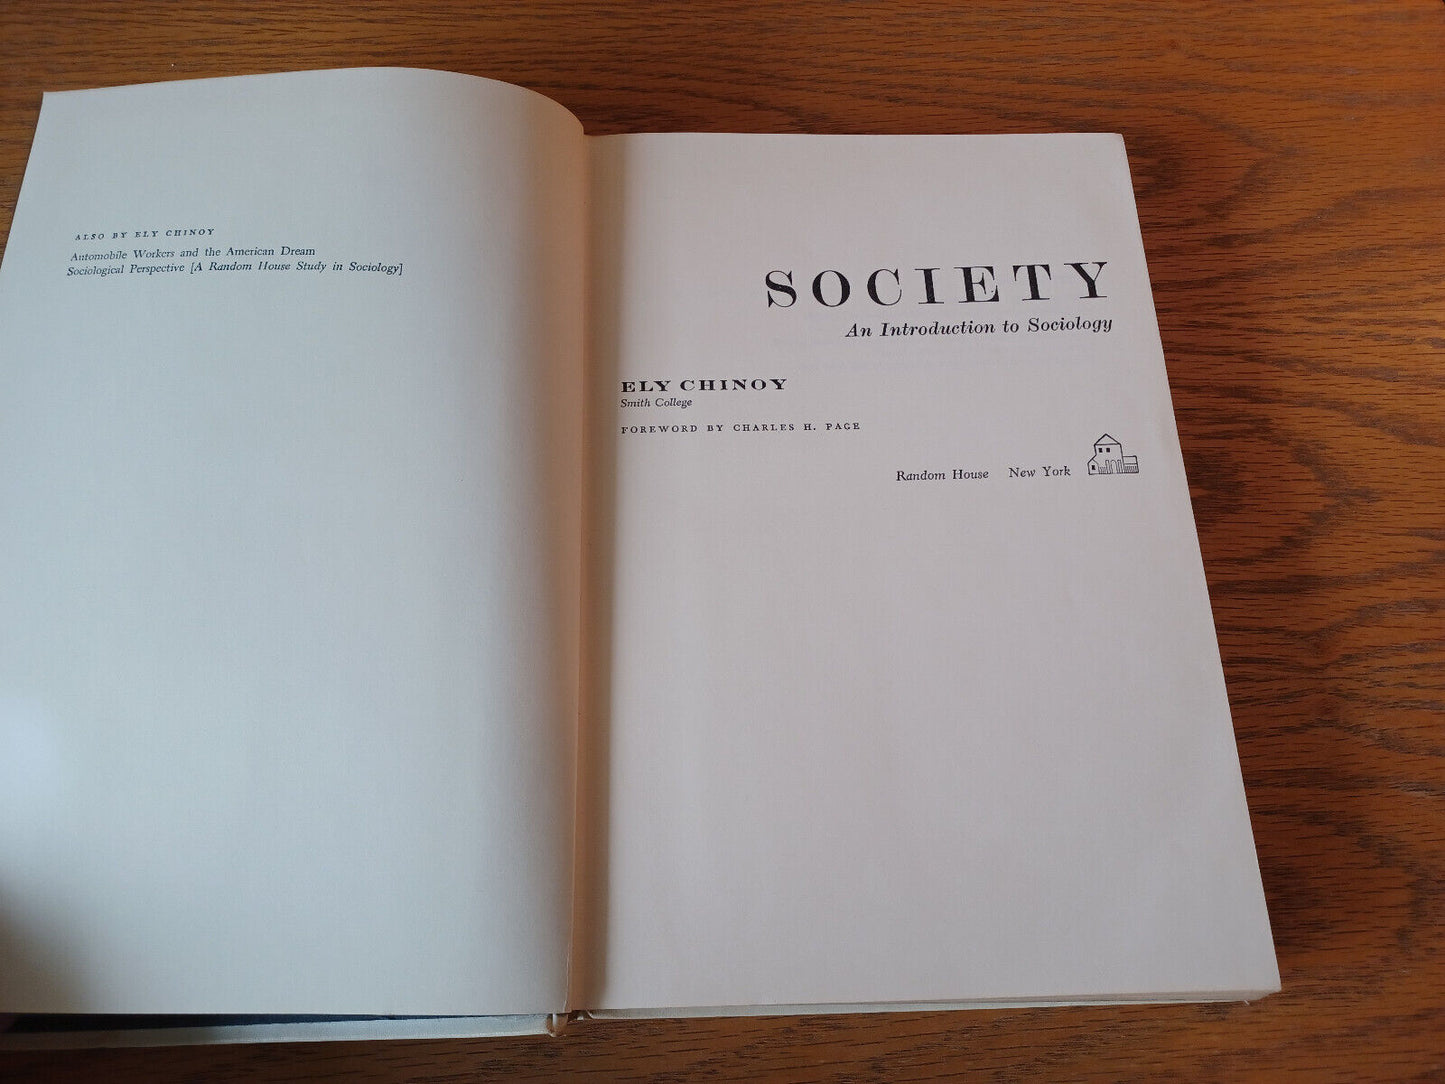 ALSO BY ELY CHINOY
Automobile Workers and the American Dream
Sociological Perspective [A Random House Study in Sociology]
SOCIETY
An Introduction to Sociology
ELY CHINOY
Smith College
FOREWORD BY CHARLES H. PAGE
Random House New York